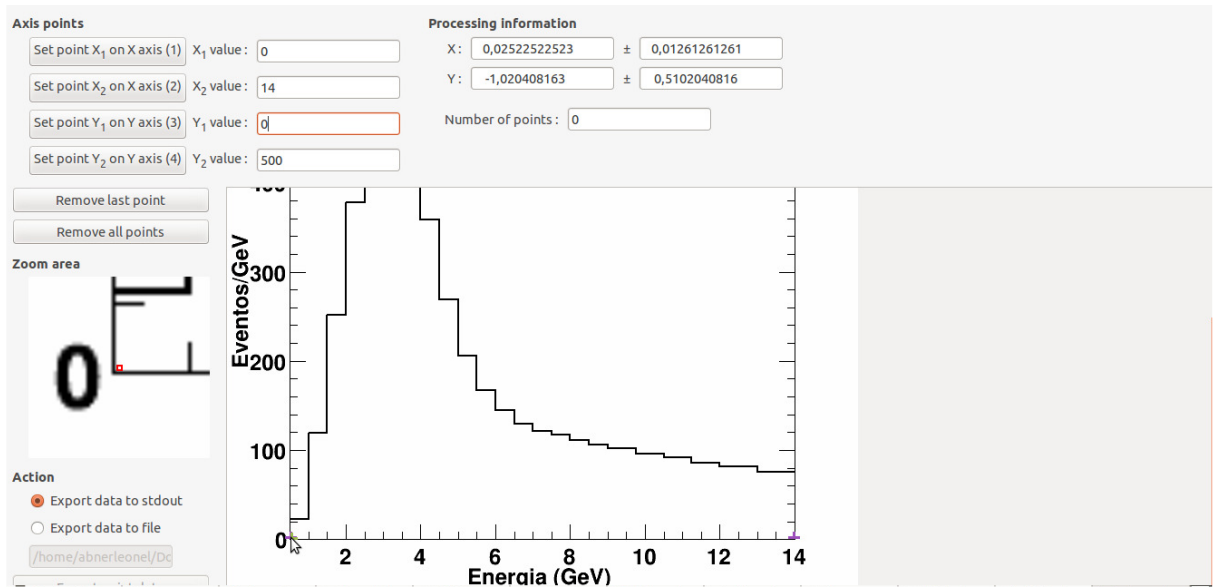 Axis points
Set point X1 on X axis (1) X1 value : 0
Set point X2 on X axis (2) X2 value : 14
Set point Y1 on Y axis (3) Y1 value : 0
Set point Y2 on Y axis (4) Y2 value : 500
Processing information
X : 0,02522522523 ± 0,01261261261
Y : -1,020408163 ± 0,5102040816
Number of points : 0
Remove last point
Remove all points
Zoom area
0
Action
Export data to stdout
Export data to file
/home/abnerleonel/Dc
Eventos/GeV
400
300
200
100
0
2 4 6 8 10 12 14
Energia (GeV)